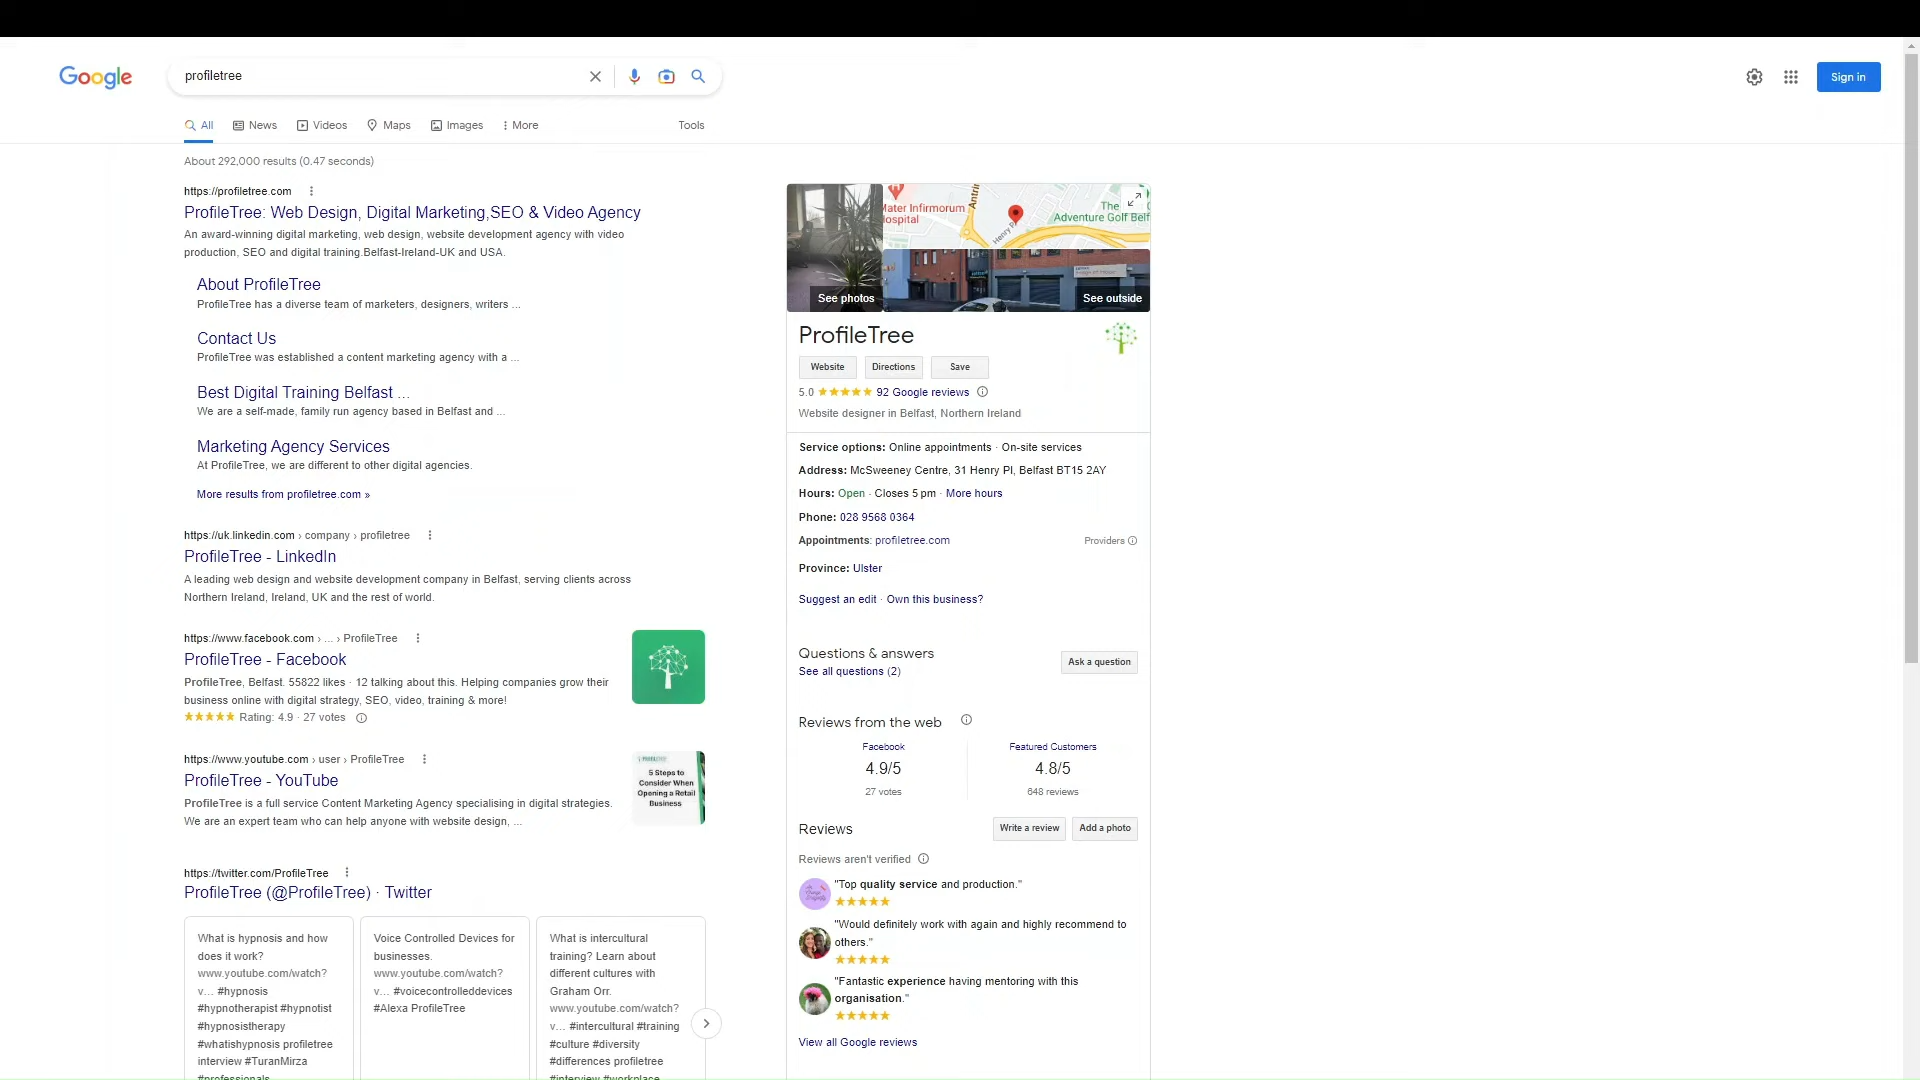 Google
profiletree
Sign in
All
News
Videos
Maps
Images
More
Tools
About 292,000 results (0.47 seconds)
https://profiletree.com
ProfileTree: Web Design, Digital Marketing,SEO & Video Agency
An award-winning digital marketing, web design, website development agency with video
production, SEO and digital training.Belfast-Ireland-UK and USA.
About ProfileTree
ProfileTree has a diverse team of marketers, designers, writers ...
Contact Us
ProfileTree was established a content marketing agency with a ...
Best Digital Training Belfast ...
We are a self-made, family run agency based in Belfast and ...
Marketing Agency Services
At ProfileTree, we are different to other digital agencies.
More results from profiletree.com »
https://uk.linkedin.com › company › profiletree
ProfileTree - LinkedIn
A leading web design and website development company in Belfast, serving clients across
Northern Ireland, Ireland, UK and the rest of world.
https://www.facebook.com › ... › ProfileTree
ProfileTree - Facebook
ProfileTree, Belfast. 55822 likes · 12 talking about this. Helping companies grow their
business online with digital strategy, SEO, video, training & more!
Rating: 4.9 · 27 votes
https://www.youtube.com › user › ProfileTree
ProfileTree - YouTube
ProfileTree is a full service Content Marketing Agency specialising in digital strategies.
We are an expert team who can help anyone with website design, ...
5 Steps to
Consider When
Opening a Retail
Business
https://twitter.com/ProfileTree
ProfileTree (@ProfileTree) · Twitter
What is hypnosis and how
does it work?
www.youtube.com/watch?
v... #hypnosis
#hypnotherapist #hypnotist
#hypnosistherapy
#whatishypnosis profiletree
interview #TuranMirza
#professionals
Voice Controlled Devices for
businesses.
www.youtube.com/watch?
v... #voicecontrolleddevices
#Alexa ProfileTree
What is intercultural
training? Learn about
different cultures with
Graham Orr.
www.youtube.com/watch?
v... #intercultural #training
#culture #diversity
#differences profiletree
#interview #workplace
Mater Infirmorum
Hospital
Antrim
Henry Pl
The
Adventure Golf Belf
See photos
See outside
ProfileTree
Website
Directions
Save
5.0
92 Google reviews
Website designer in Belfast, Northern Ireland
Service options: Online appointments · On-site services
Address: McSweeney Centre, 31 Henry Pl, Belfast BT15 2AY
Hours: Open · Closes 5 pm · More hours
Phone: 028 9568 0364
Appointments: profiletree.com
Providers
Province: Ulster
Suggest an edit · Own this business?
Questions & answers
See all questions (2)
Ask a question
Reviews from the web
Facebook
4.9/5
27 votes
Featured Customers
4.8/5
648 reviews
Reviews
Write a review
Add a photo
Reviews aren't verified
"Top quality service and production."
"Would definitely work with again and highly recommend to
others."
"Fantastic experience having mentoring with this
organisation."
View all Google reviews